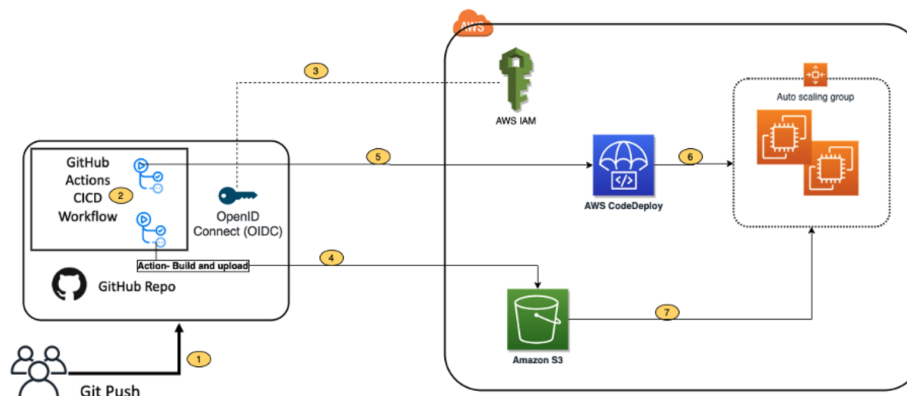 AWS
3
Auto scaling group
AWS IAM
GitHub
Actions
CICD
Workflow
2
5
6
AWS CodeDeploy
OpenID
Connect (OIDC)
Action- Build and upload
4
GitHub Repo
7
Amazon S3
1
Git Push